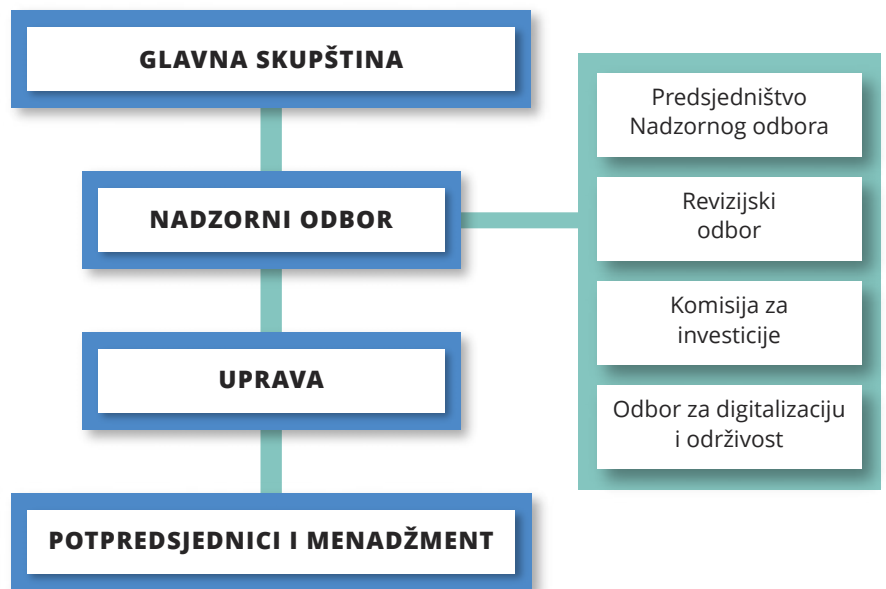 GLAVNA SKUPŠTINA
NADZORNI ODBOR
UPRAVA
POTPREDSJEDNICI I MENADŽMENT
Predsjedništvo
Nadzornog odbora
Revizijski
odbor
Komisija za
investicije
Odbor za digitalizaciju
i održivost